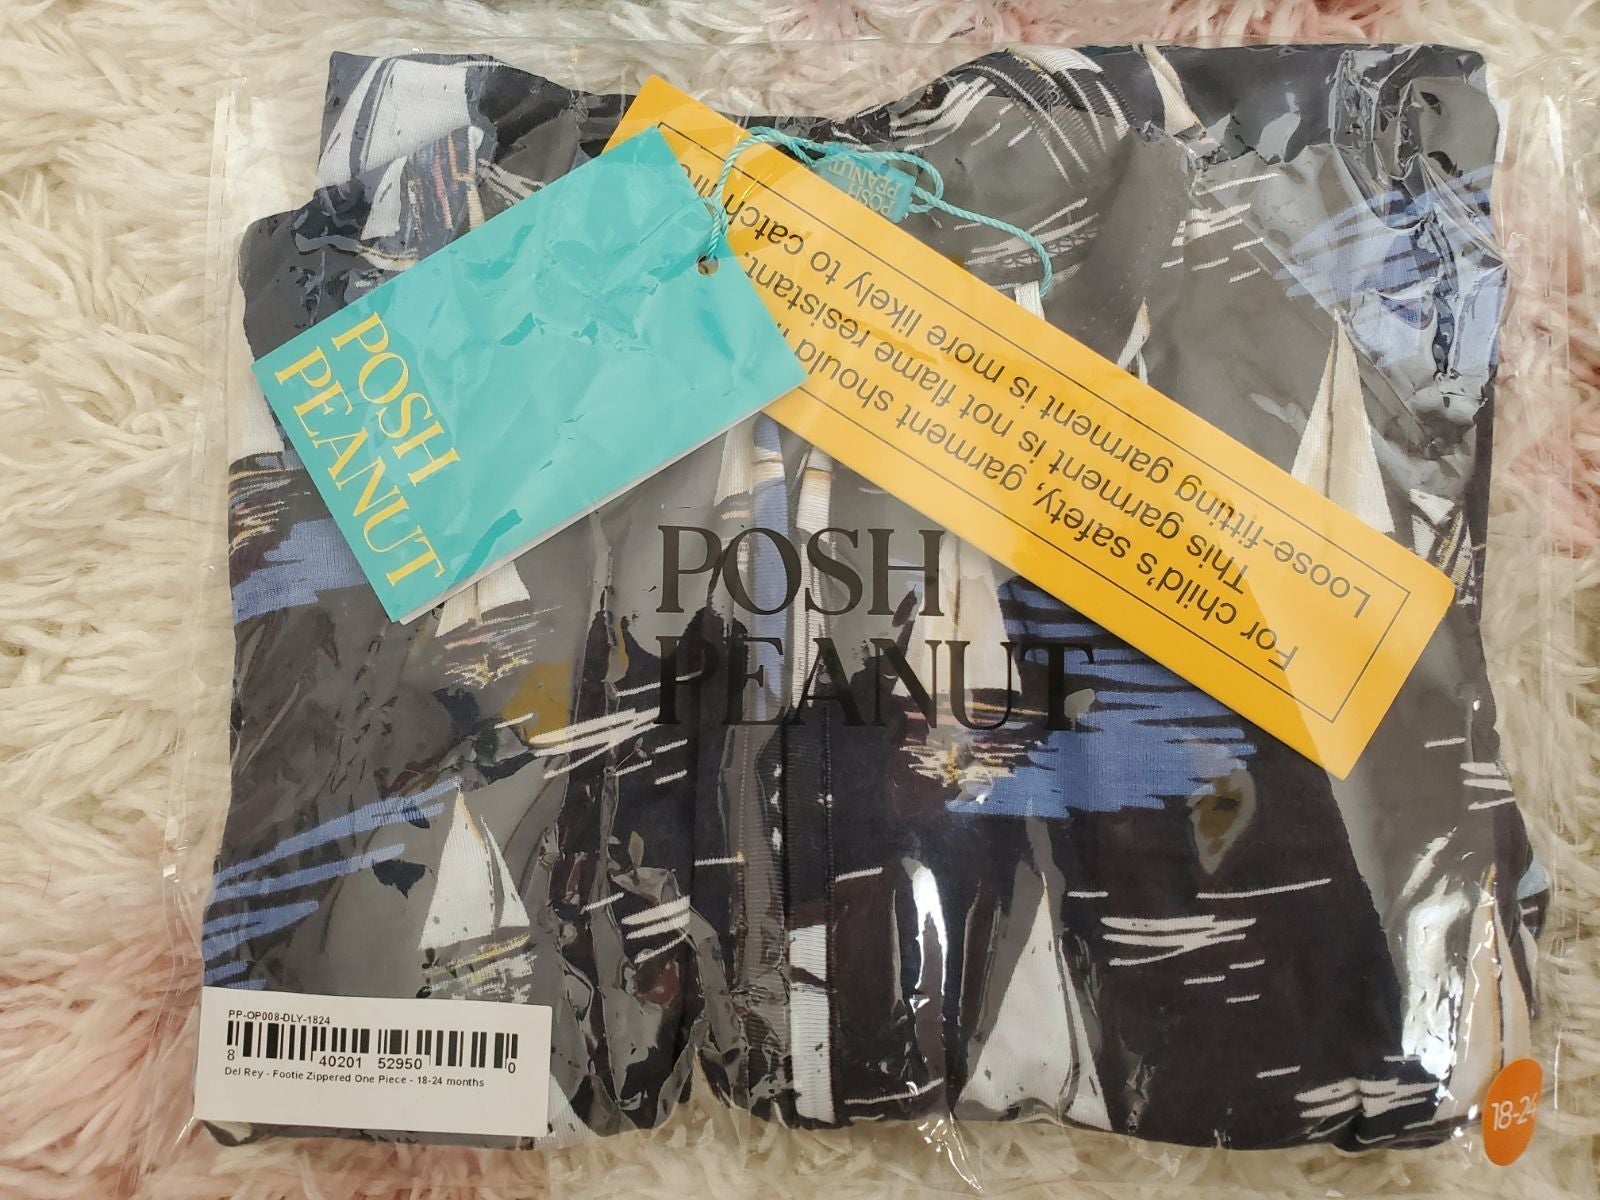 POSH
PEANUT
POSH
PEANUT
For child's safety, garment should
This garment is not flame resistant.
Loose-fitting garment is more likely to catch
POSH
PEANUT
PP-OP008-DLY-1824
8 40201 52950 0
Del Rey - Footie Zippered One Piece - 18-24 months
18-24